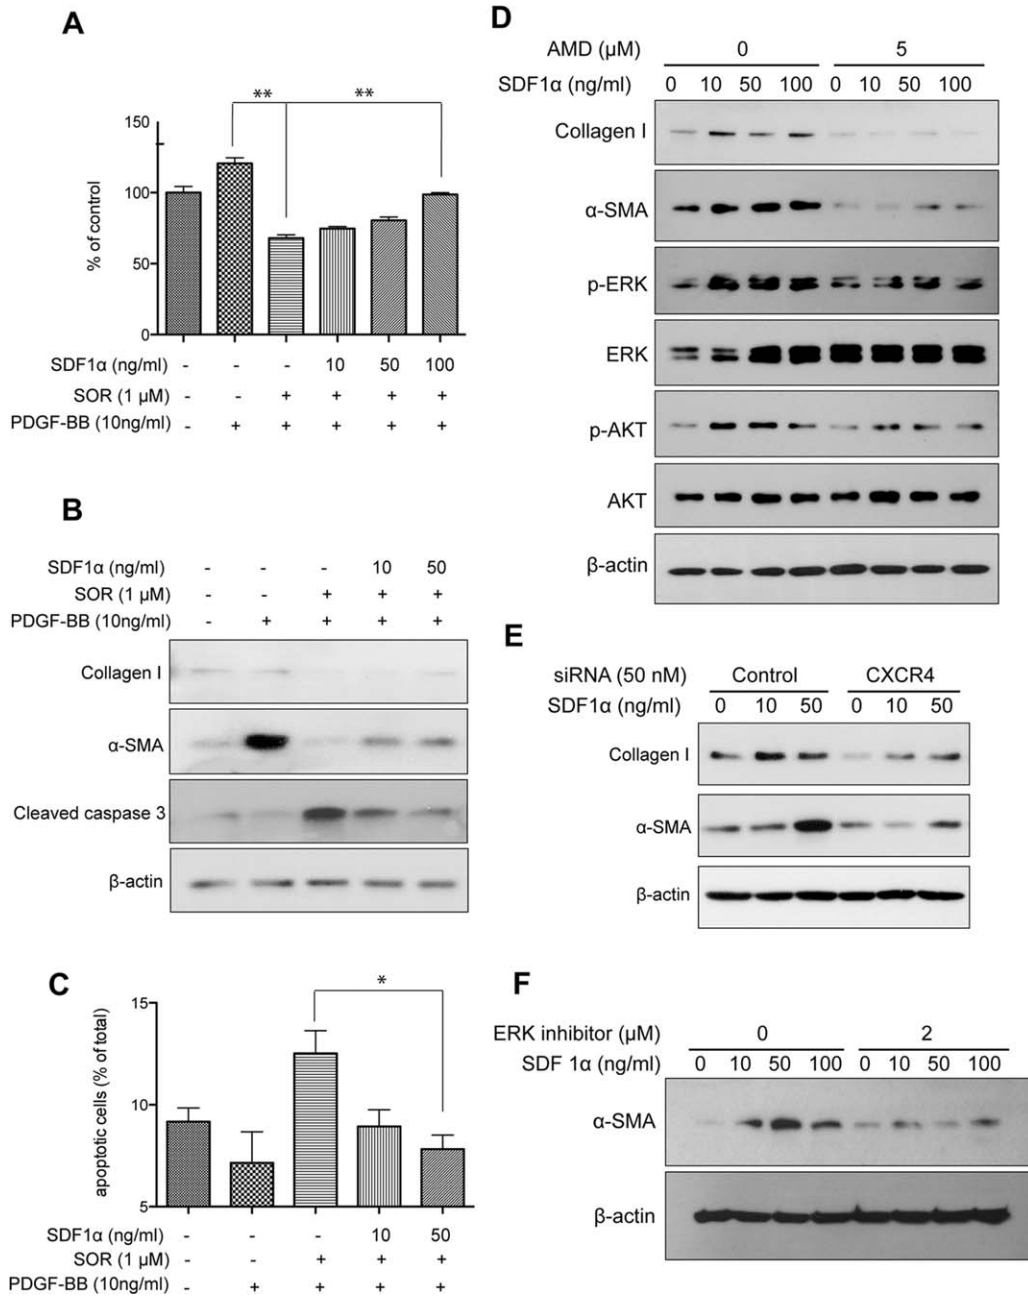 A
** **
150
100
50
0
% of control
SDF1α (ng/ml) - - - 10 50 100
SOR (1 µM) - - + + + +
PDGF-BB (10ng/ml) - + + + + +
B
SDF1α (ng/ml) - - - 10 50
SOR (1 µM) - - + + +
PDGF-BB (10ng/ml) - + + + +
Collagen I
α-SMA
Cleaved caspase 3
β-actin
C
*
15
10
5
apoptotic cells (% of total)
SDF1α (ng/ml) - - - 10 50
SOR (1 µM) - - + + +
PDGF-BB (10ng/ml) - + + + +
D
AMD (µM) 0 5
SDF1α (ng/ml) 0 10 50 100 0 10 50 100
Collagen I
α-SMA
p-ERK
ERK
p-AKT
AKT
β-actin
E
siRNA (50 nM) Control CXCR4
SDF1α (ng/ml) 0 10 50 0 10 50
Collagen I
α-SMA
β-actin
F
ERK inhibitor (µM) 0 2
SDF 1α (ng/ml) 0 10 50 100 0 10 50 100
α-SMA
β-actin